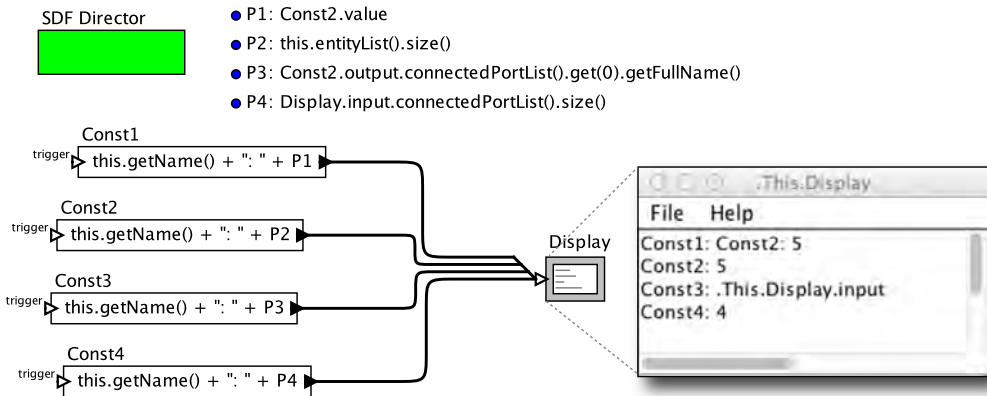 SDF Director
P1: Const2.value
P2: this.entityList().size()
P3: Const2.output.connectedPortList().get(0).getFullName()
P4: Display.input.connectedPortList().size()
Const1
trigger
this.getName() + ": " + P1
Const2
trigger
this.getName() + ": " + P2
Const3
trigger
this.getName() + ": " + P3
Const4
trigger
this.getName() + ": " + P4
Display
.This.Display
File Help
Const1: Const2: 5
Const2: 5
Const3: .This.Display.input
Const4: 4